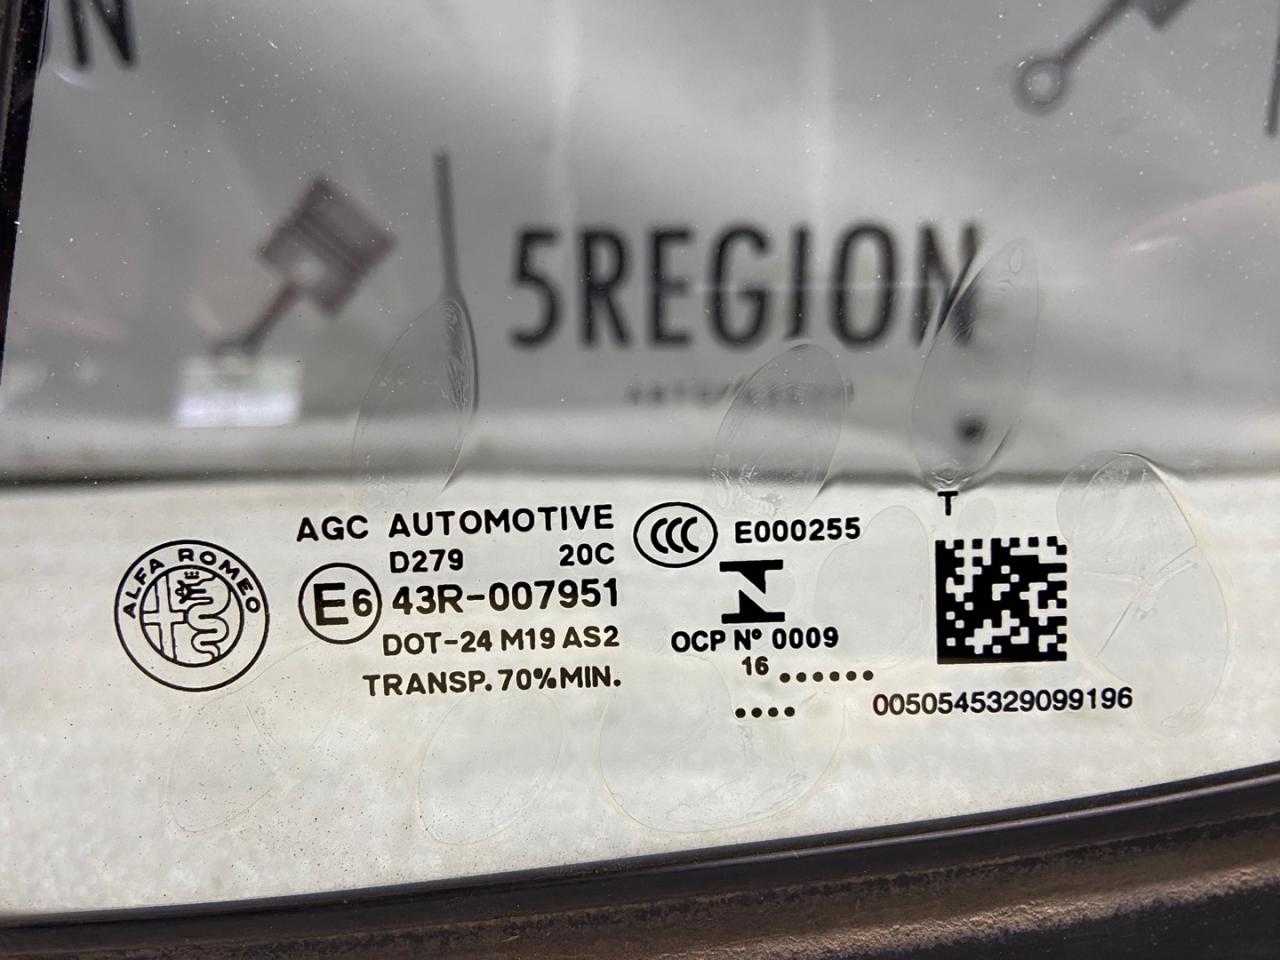 N
5REGION
T
AGC AUTOMOTIVE
D279 20C
E6 43R-007951
DOT-24 M19 AS2
TRANSP. 70% MIN.
ALFA ROMEO
CCC E000255
OCP Nº 0009
16 ......
....
0050545329099196